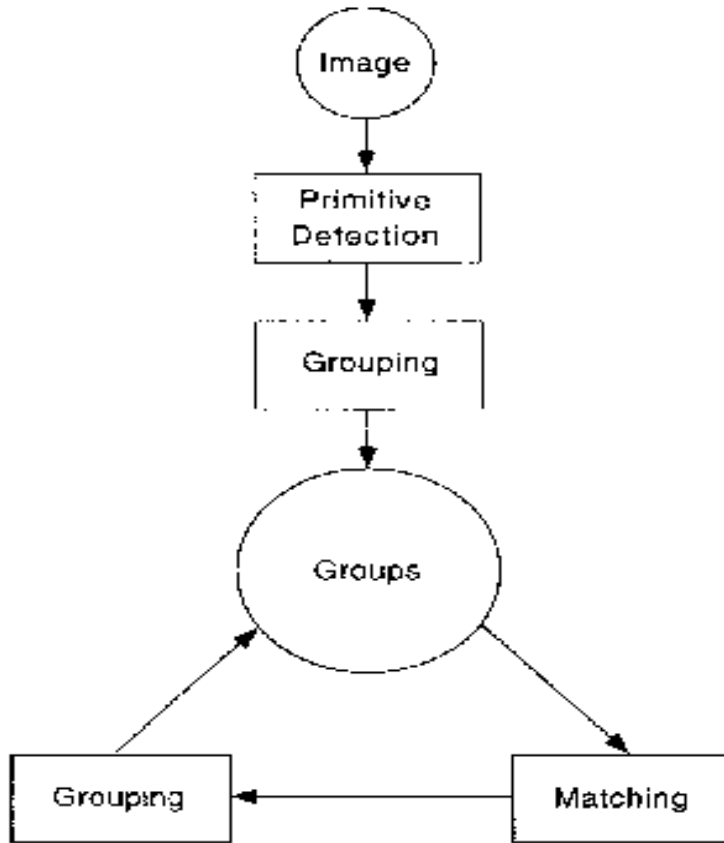 Image
Primitive
Detection
Grouping
Groups
Grouping
Matching